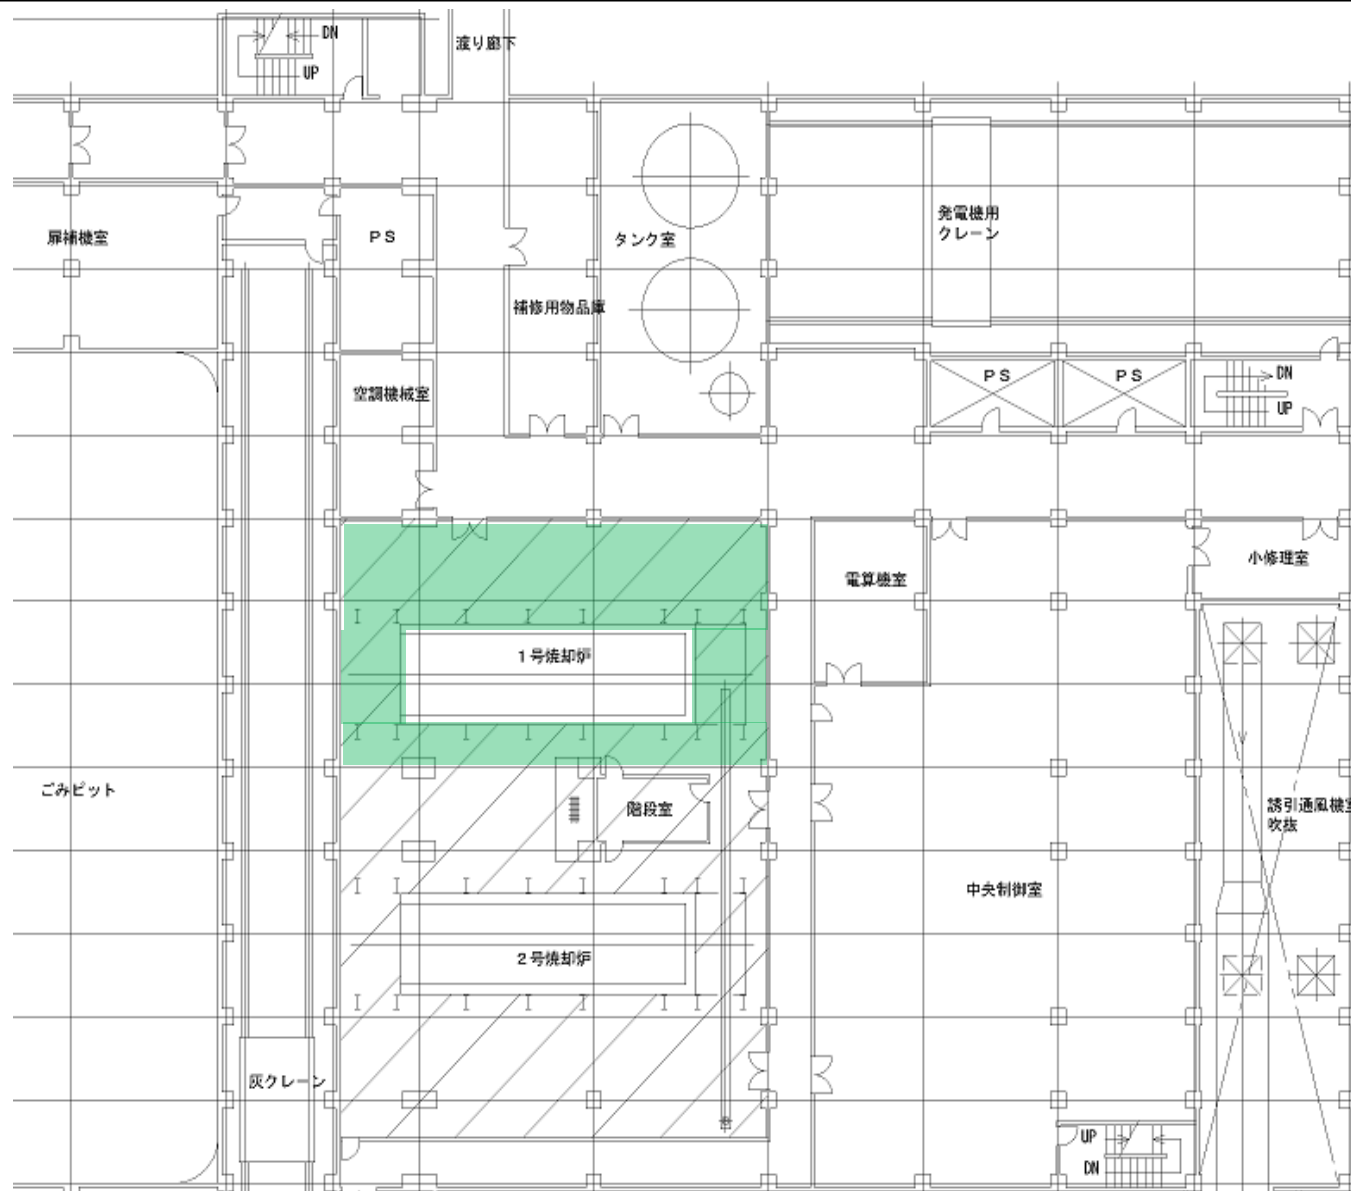 DN
渡り廊下
UP
発電機用
クレーン
扉補機室
PS
タンク室
補修用物品庫
PS
PS
DN
空調機械室
UP
小修理室
電算機室
1号焼却炉
ごみピット
階段室
誘引通風機室
吹抜
中央制御室
2号焼却炉
灰クレーン
UP
DN